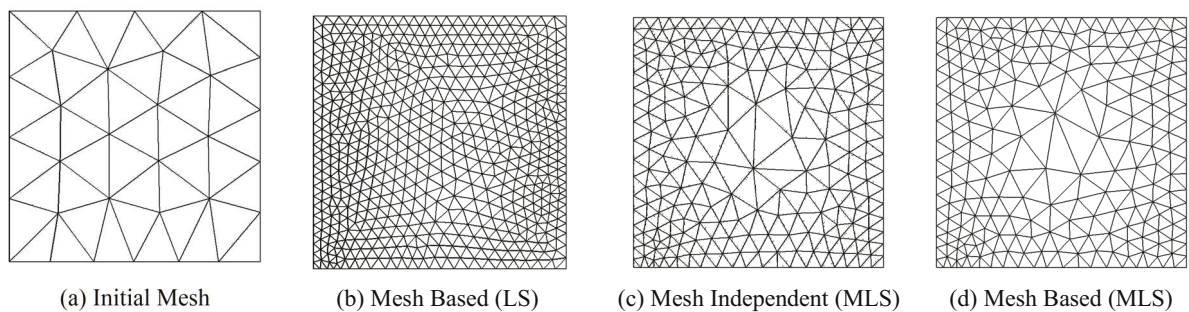 (a) Initial Mesh
(b) Mesh Based (LS)
(c) Mesh Independent (MLS)
(d) Mesh Based (MLS)